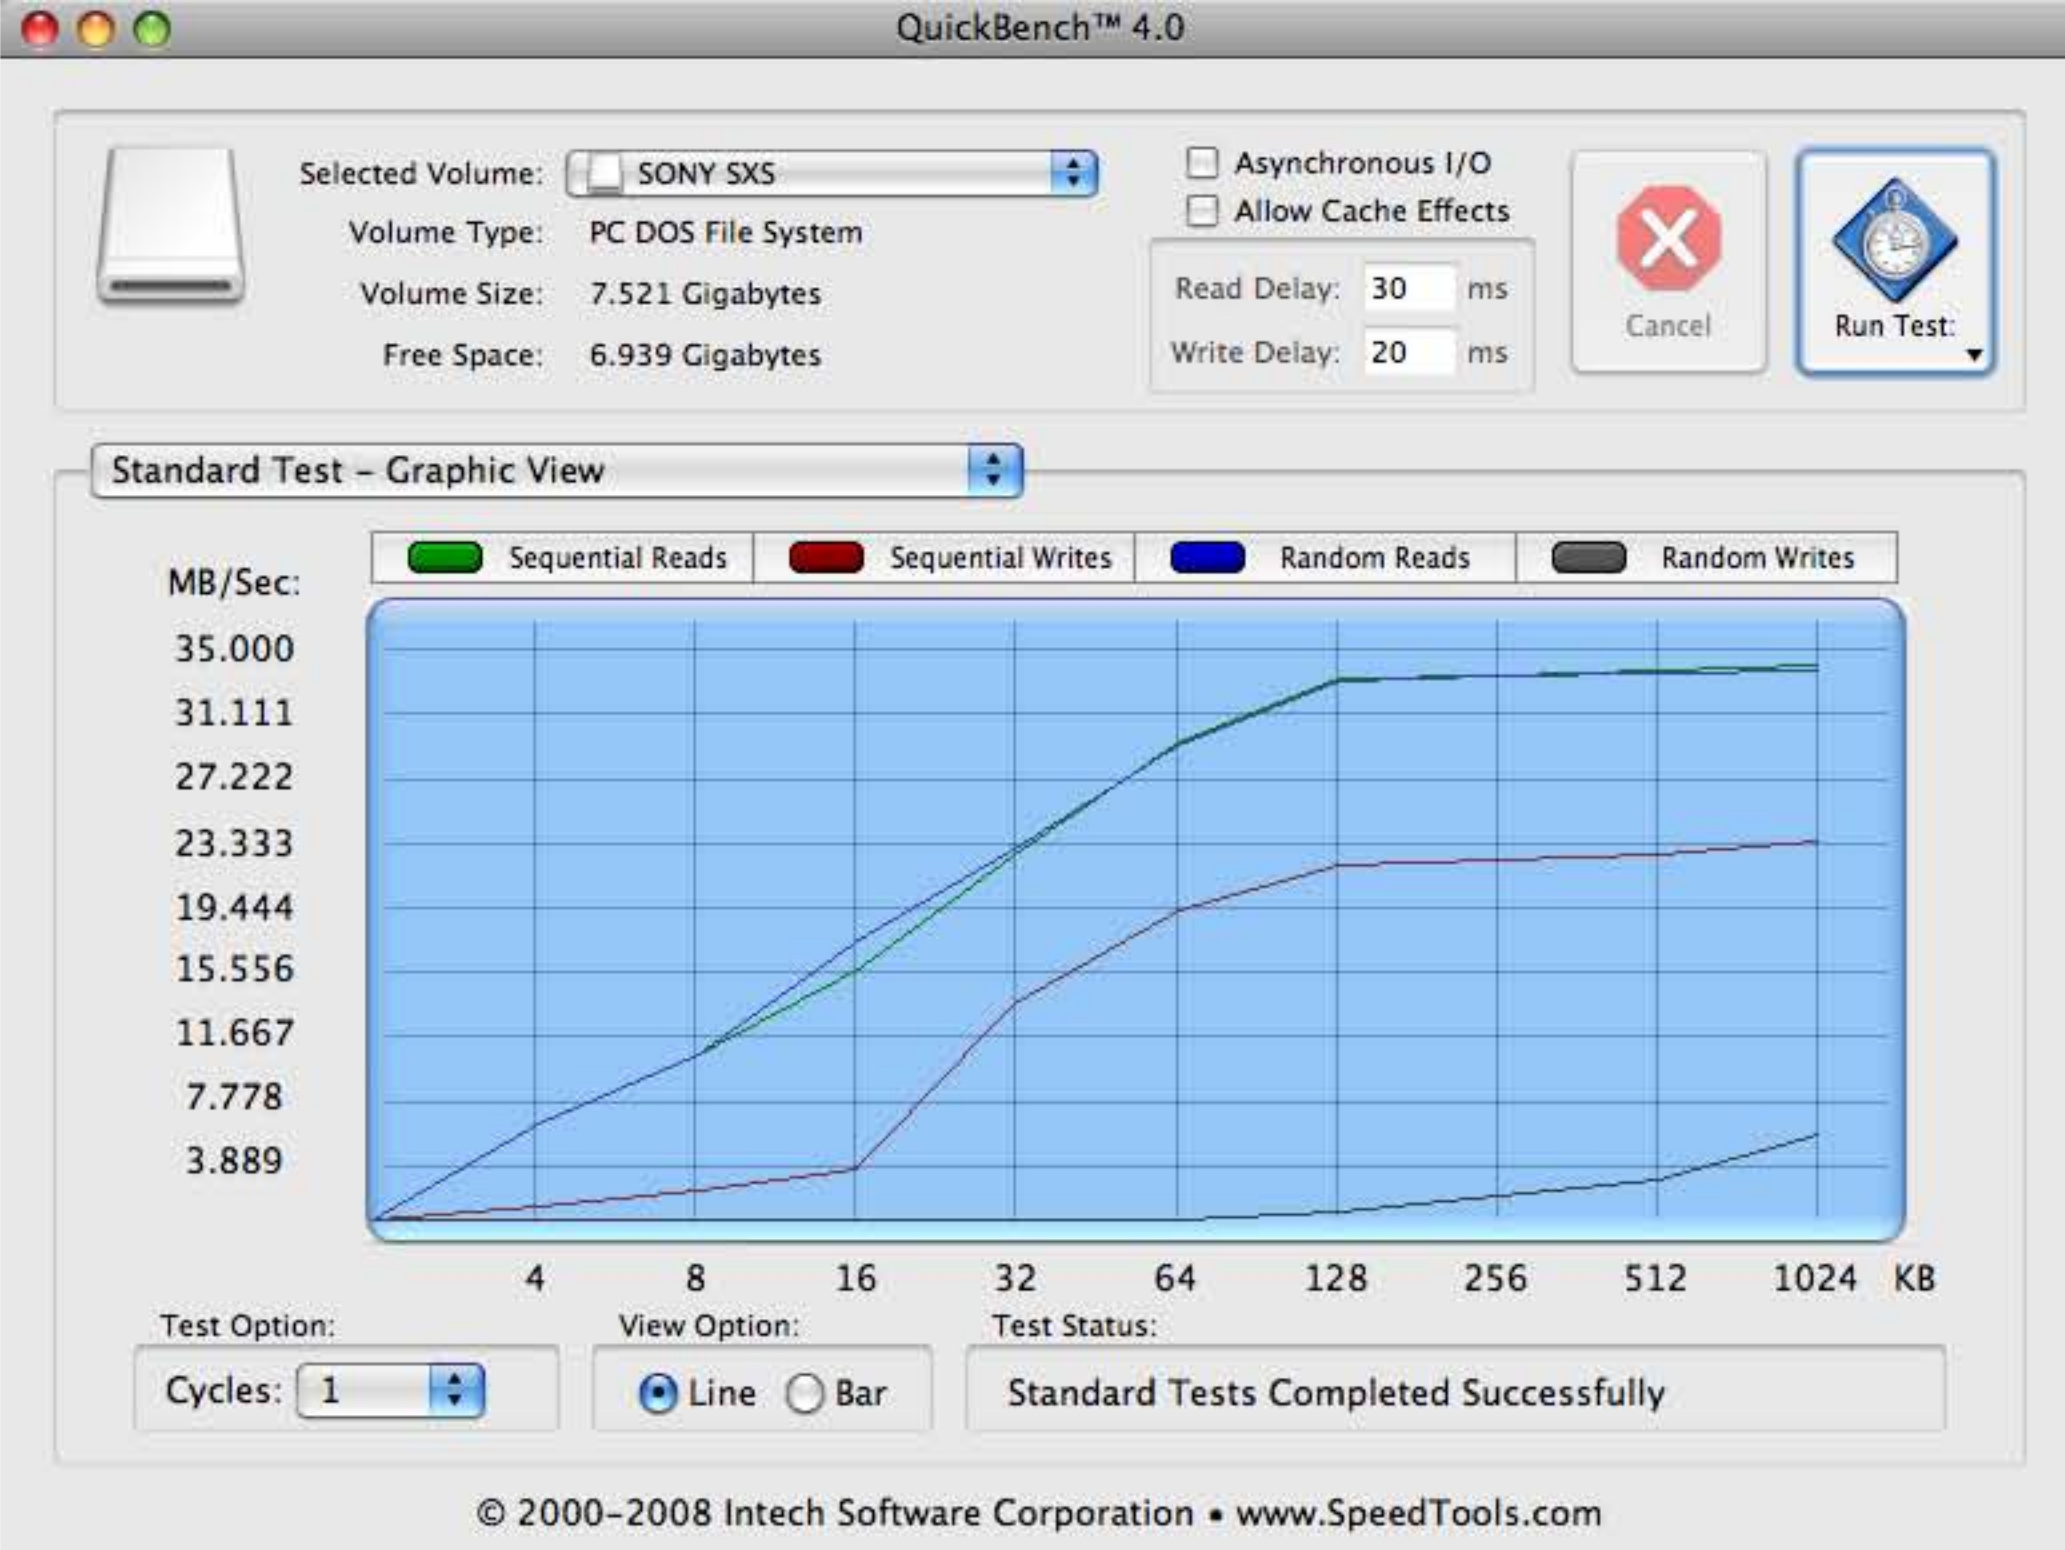 QuickBench™ 4.0
Selected Volume: SONY SXS
Volume Type: PC DOS File System
Volume Size: 7.521 Gigabytes
Free Space: 6.939 Gigabytes
Asynchronous I/O
Allow Cache Effects
Read Delay: 30 ms
Write Delay: 20 ms
Cancel
Run Test:
Standard Test – Graphic View
Sequential Reads Sequential Writes Random Reads Random Writes
MB/Sec:
35.000
31.111
27.222
23.333
19.444
15.556
11.667
7.778
3.889
4 8 16 32 64 128 256 512 1024 KB
Test Option:
Cycles: 1
View Option:
Line Bar
Test Status:
Standard Tests Completed Successfully
© 2000–2008 Intech Software Corporation • www.SpeedTools.com